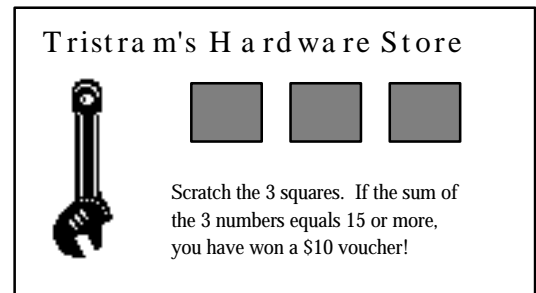 Tristram's Hardware Store
Scratch the 3 squares. If the sum of
the 3 numbers equals 15 or more,
you have won a $10 voucher!